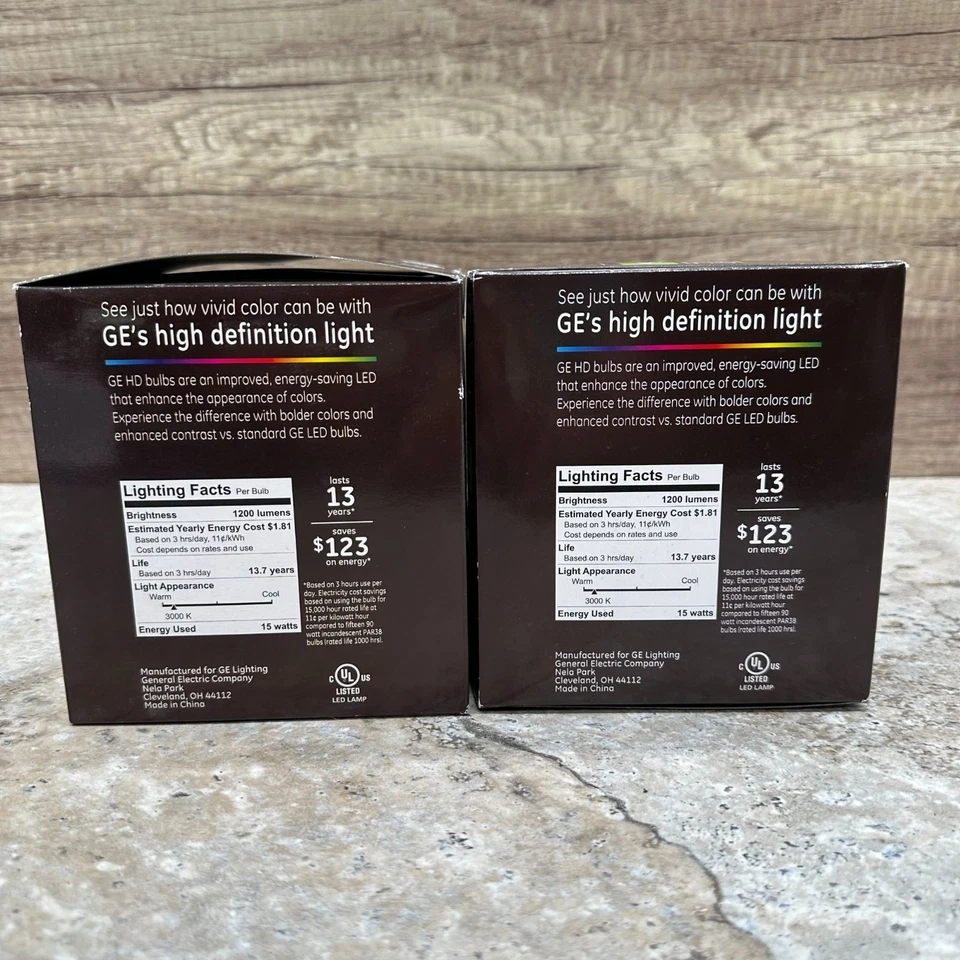 See just how vivid color can be with
GE's high definition light
GE HD bulbs are an improved, energy-saving LED
that enhance the appearance of colors.
Experience the difference with bolder colors and
enhanced contrast vs. standard GE LED bulbs.
Lighting Facts Per Bulb
Brightness 1200 lumens
Estimated Yearly Energy Cost $1.81
Based on 3 hrs/day, 11¢/kWh
Cost depends on rates and use
Life
Based on 3 hrs/day 13.7 years
Light Appearance
Warm Cool
3000 K
Energy Used 15 watts
lasts
13
years*
saves
$123
on energy*
*Based on 3 hours use per
day. Electricity cost savings
based on using the bulb for
15,000 hour rated life at
11¢ per kilowatt hour
compared to fifteen 90
watt incandescent PAR38
bulbs (rated life 1000 hrs).
Manufactured for GE Lighting
General Electric Company
Nela Park
Cleveland, OH 44112
Made in China
C UL US
LISTED
LED LAMP
See just how vivid color can be with
GE's high definition light
GE HD bulbs are an improved, energy-saving LED
that enhance the appearance of colors.
Experience the difference with bolder colors and
enhanced contrast vs. standard GE LED bulbs.
Lighting Facts Per Bulb
Brightness 1200 lumens
Estimated Yearly Energy Cost $1.81
Based on 3 hrs/day, 11¢/kWh
Cost depends on rates and use
Life
Based on 3 hrs/day 13.7 years
Light Appearance
Warm Cool
3000 K
Energy Used 15 watts
lasts
13
years*
saves
$123
on energy*
*Based on 3 hours use per
day. Electricity cost savings
based on using the bulb for
15,000 hour rated life at
11¢ per kilowatt hour
compared to fifteen 90
watt incandescent PAR38
bulbs (rated life 1000 hrs).
Manufactured for GE Lighting
General Electric Company
Nela Park
Cleveland, OH 44112
Made in China
C UL US
LISTED
LED LAMP